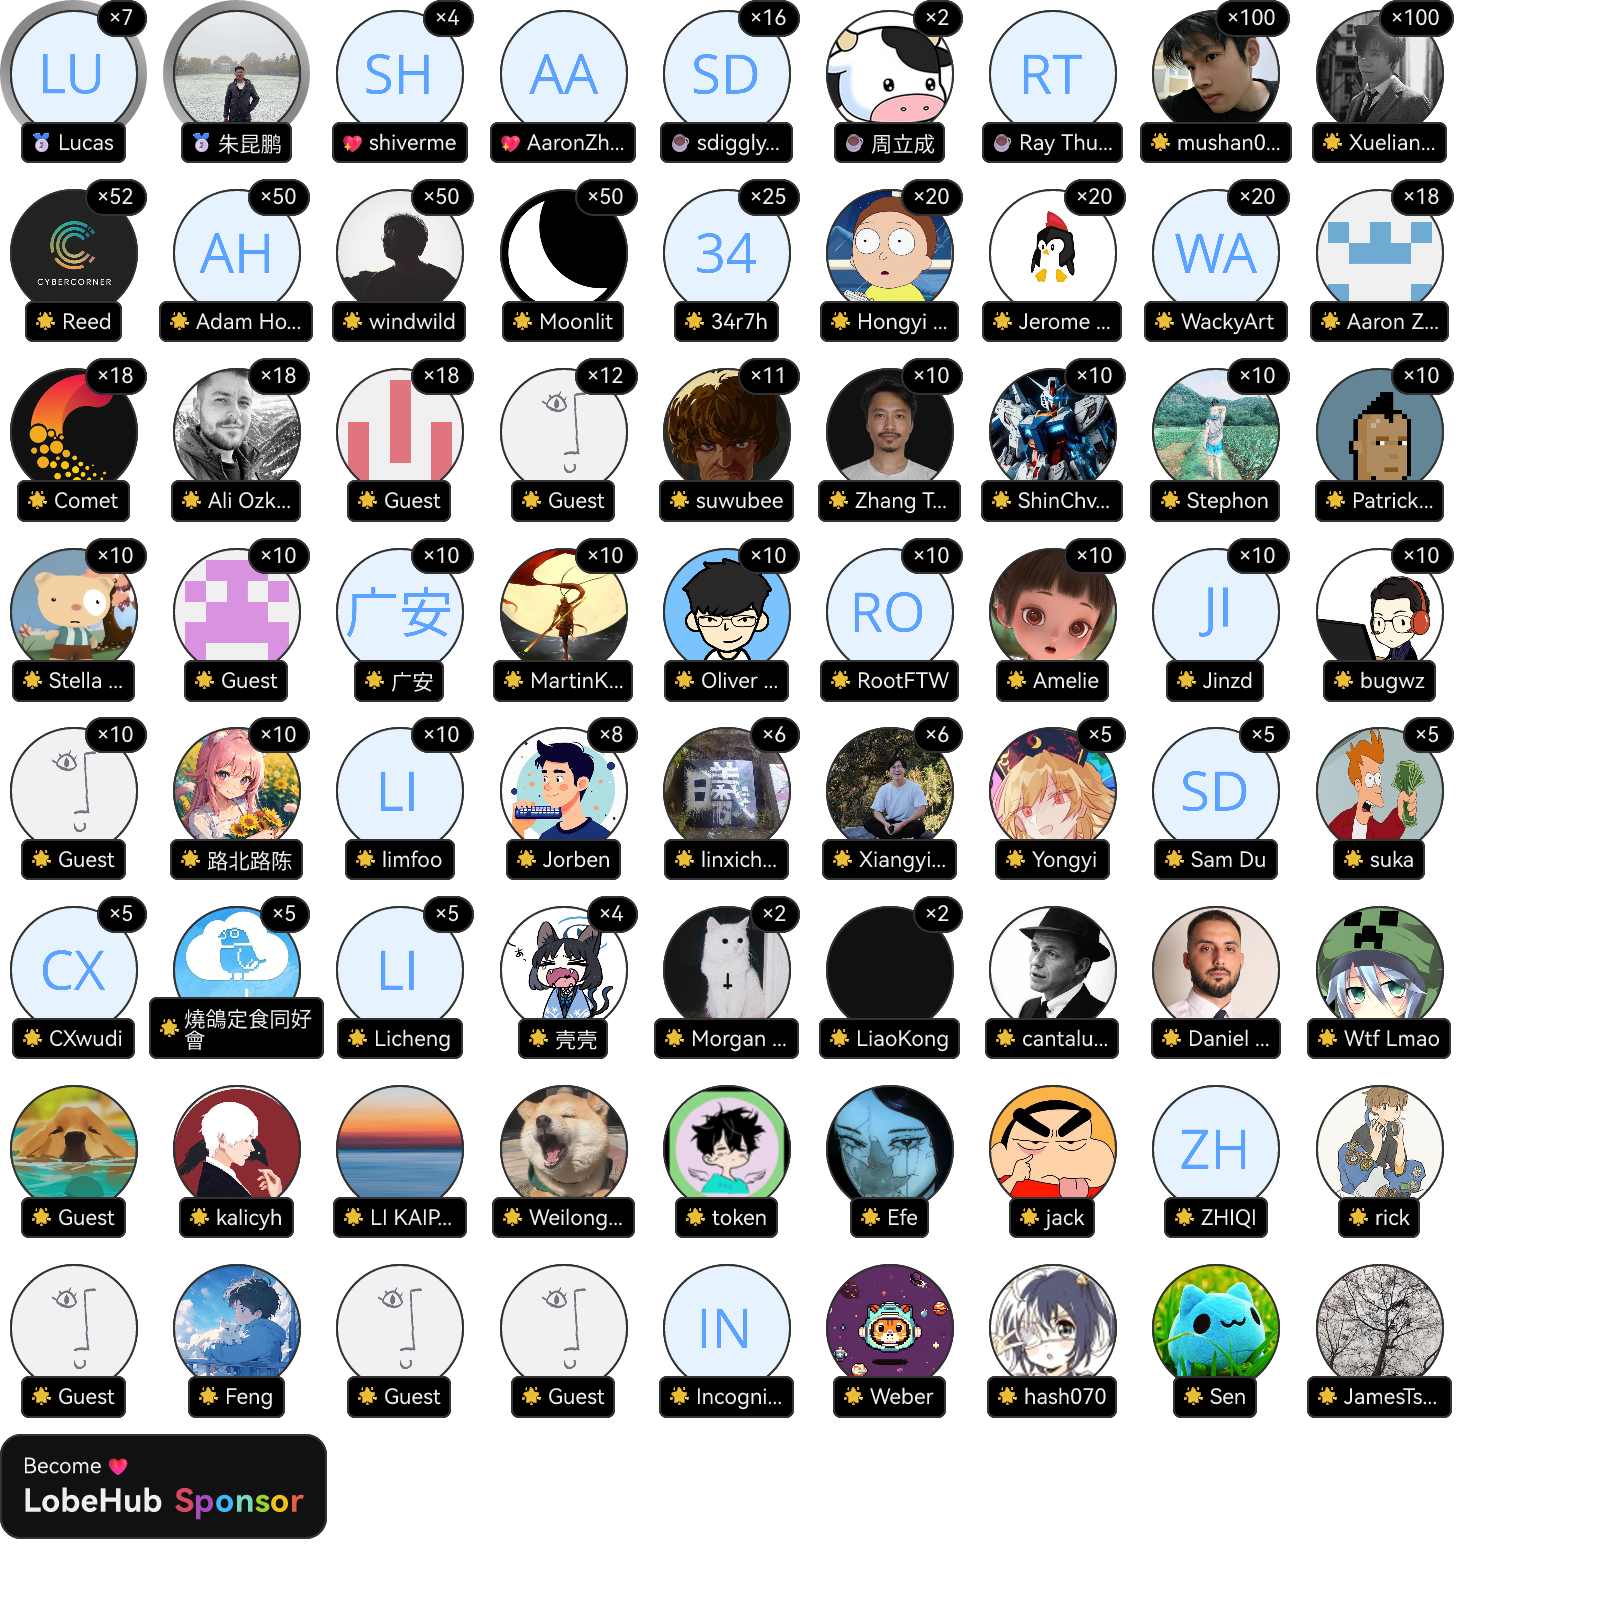 LU ×7 ×4 SH AA ×16 SD ×2 RT ×100 ×100
Lucas 朱昆鹏 shiverme AaronZh... sdiggly... 周立成 Ray Thu... mushan0... Xuelian...
×52 AH ×50 ×50 ×50 34 ×25 ×20 ×20 WA ×20 ×18
CYBERCORNER
Reed Adam Ho... windwild Moonlit 34r7h Hongyi ... Jerome ... WackyArt Aaron Z...
×18 ×18 ×18 ×12 ×11 ×10 ×10 ×10 ×10
Comet Ali Ozk... Guest Guest suwubee Zhang T... ShinChv... Stephon Patrick...
×10 ×10 广安 ×10 ×10 ×10 RO ×10 ×10 JI ×10 ×10
Stella ... Guest 广安 MartinK... Oliver ... RootFTW Amelie Jinzd bugwz
×10 ×10 LI ×10 ×8 ×6 ×6 ×5 SD ×5 ×5
Guest 路北路陈 limfoo Jorben linxich... Xiangyi... Yongyi Sam Du suka
CX ×5 ×5 LI ×5 ×4 ×2 ×2
CXwudi 燒鴿定食同好會 Licheng 壳壳 Morgan ... LiaoKong cantalu... Daniel ... Wtf Lmao
ZH
Guest kalicyh LI KAIP... Weilong... token Efe jack ZHIQI rick
IN
Guest Feng Guest Guest Incogni... Weber hash070 Sen JamesTs...
Become
LobeHub Sponsor